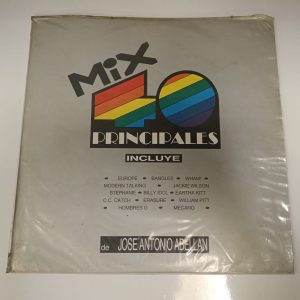 MiX
40
PRINCIPALES
INCLUYE
EUROPE BANGLES WHAM!
MODERN TALKING JACKIE WILSON
STEPHANIE BILLY IDOL EARTHA KITT
C.C. CATCH ERASURE WILLIAM PITT
HOMBRES G MECANO
de JOSE ANTONIO ABELLAN